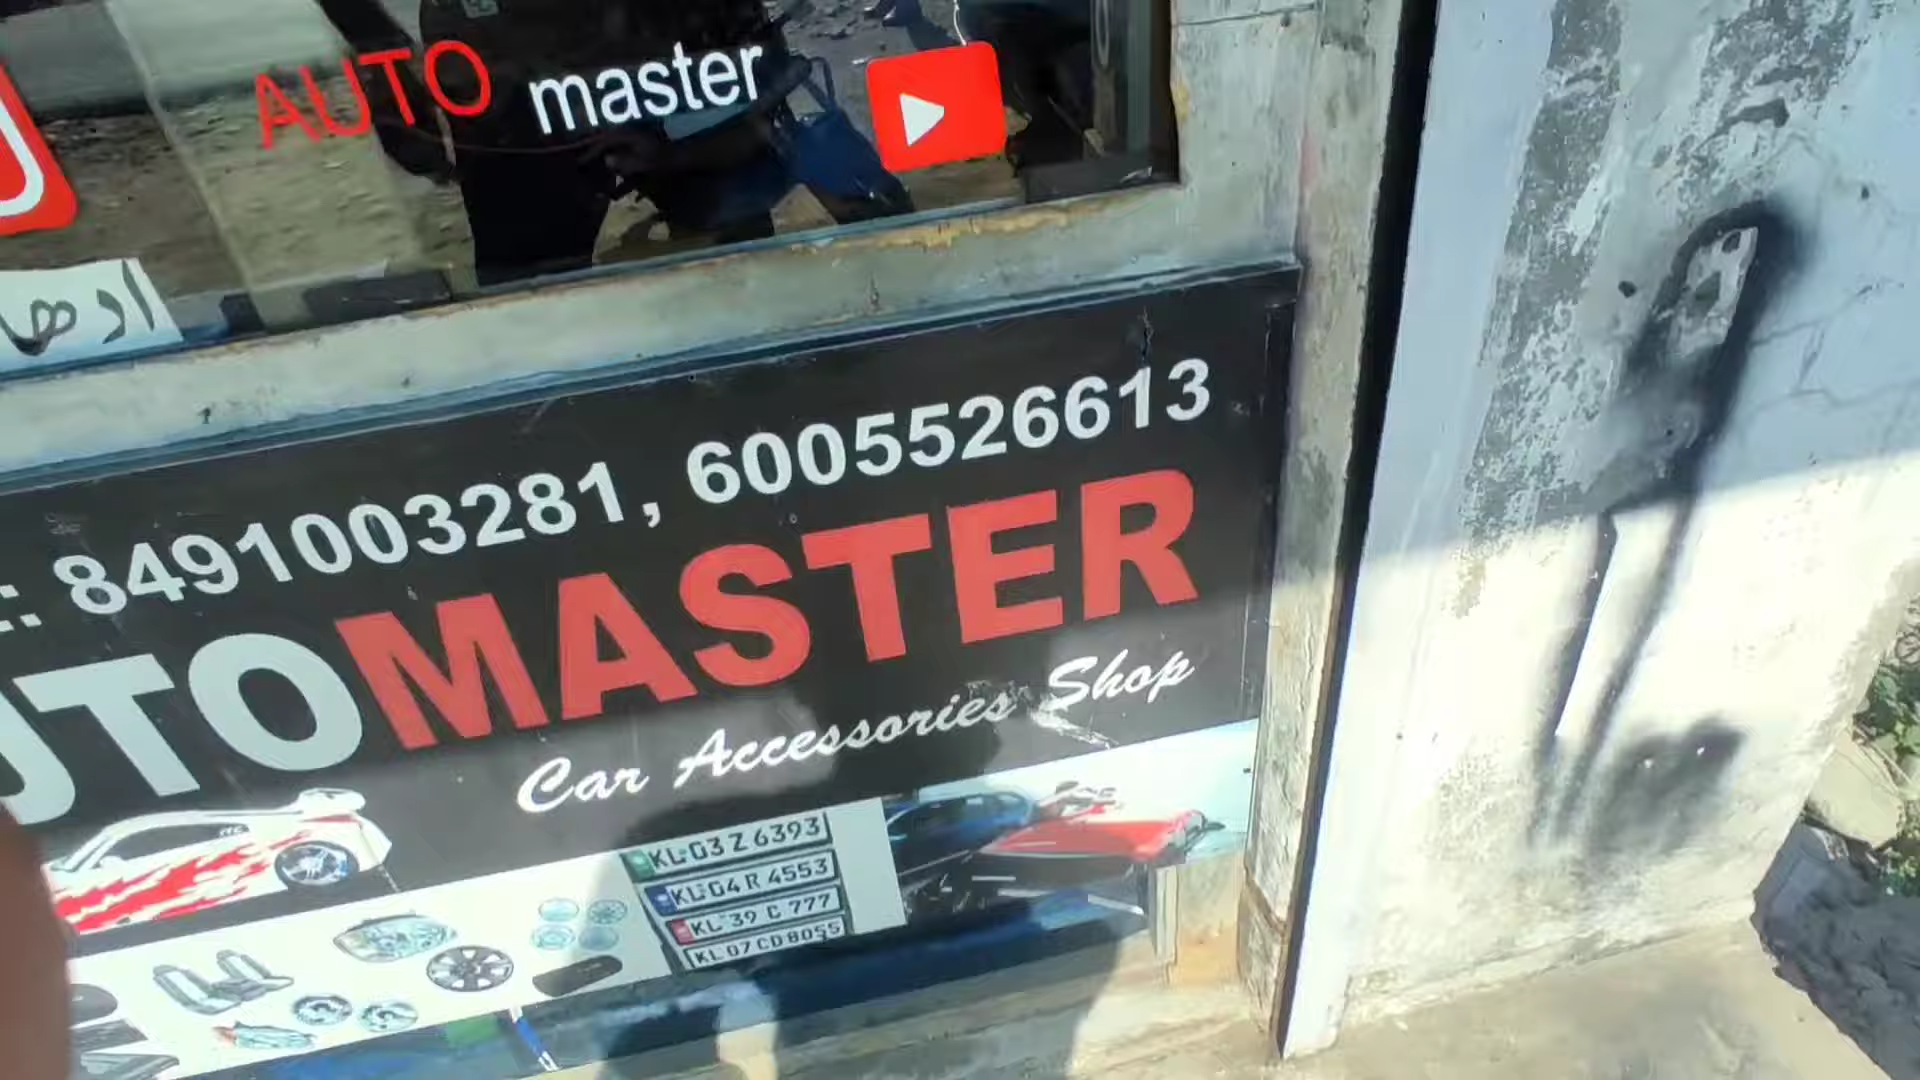 AUTO master
ادھا
: 8491003281, 6005526613
UTOMASTER
Car Accessories Shop
KL 03 Z 6393
KL 04 R 4553
KL 39 C 777
KL 07 CD 8055